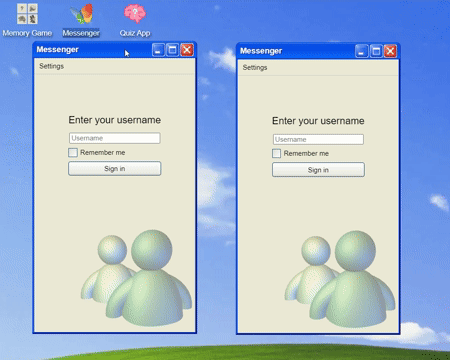 Memory Game
Messenger
Quiz App
Messenger
Settings
Enter your username
Username
Remember me
Sign in
Messenger
Settings
Enter your username
Username
Remember me
Sign in